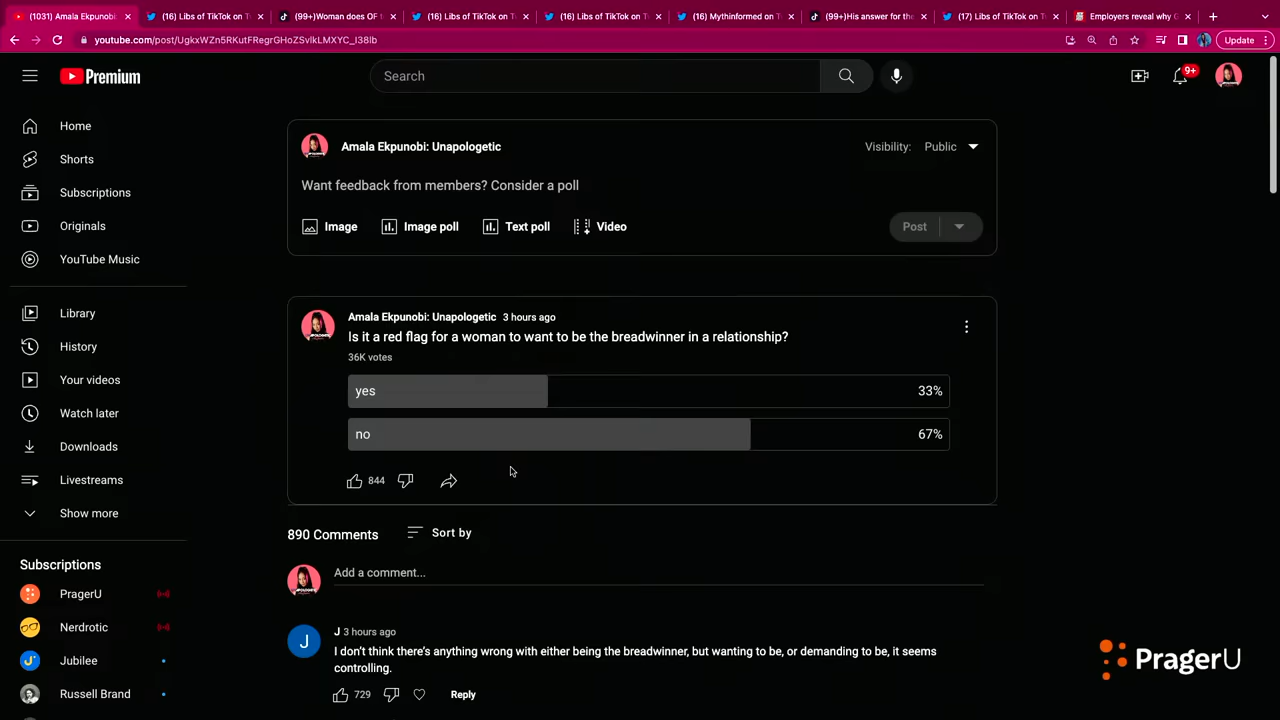 (1031) Amala Ekpunobi
(16) Libs of TikTok on T
(99+)Woman does OF t
(16) Libs of TikTok on Tw
(16) Libs of TikTok on Tw
(16) Mythinformed on
(99+)His answer for the
(17) Libs of TikTok on Tw
Employers reveal why G
youtube.com/post/UgkxWZn5RKutFRegrGHoZSvlkLMXYC_I38lb
Update
Premium
Search
9+
Home
Shorts
Subscriptions
Originals
YouTube Music
Library
History
Your videos
Watch later
Downloads
Livestreams
Show more
Subscriptions
PragerU
Nerdrotic
Jubilee
Russell Brand
Amala Ekpunobi: Unapologetic
Visibility: Public
Want feedback from members? Consider a poll
Image
Image poll
Text poll
Video
Post
Amala Ekpunobi: Unapologetic 3 hours ago
Is it a red flag for a woman to want to be the breadwinner in a relationship?
36K votes
yes 33%
no 67%
844
890 Comments
Sort by
Add a comment...
J
J 3 hours ago
I don't think there's anything wrong with either being the breadwinner, but wanting to be, or demanding to be, it seems
controlling.
729
Reply
PragerU